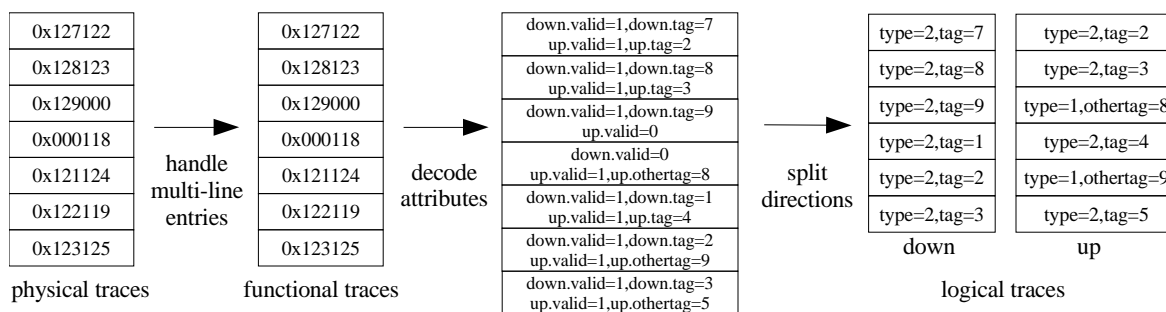 0x127122
0x128123
0x129000
0x000118
0x121124
0x122119
0x123125
physical traces
handle
multi-line
entries
0x127122
0x128123
0x129000
0x000118
0x121124
0x122119
0x123125
functional traces
decode
attributes
down.valid=1,down.tag=7
up.valid=1,up.tag=2
down.valid=1,down.tag=8
up.valid=1,up.tag=3
down.valid=1,down.tag=9
up.valid=0
down.valid=0
up.valid=1,up.othertag=8
down.valid=1,down.tag=1
up.valid=1,up.tag=4
down.valid=1,down.tag=2
up.valid=1,up.othertag=9
down.valid=1,down.tag=3
up.valid=1,up.othertag=5
split
directions
type=2,tag=7
type=2,tag=8
type=2,tag=9
type=2,tag=1
type=2,tag=2
type=2,tag=3
down
type=2,tag=2
type=2,tag=3
type=1,othertag=8
type=2,tag=4
type=1,othertag=9
type=2,tag=5
up
logical traces